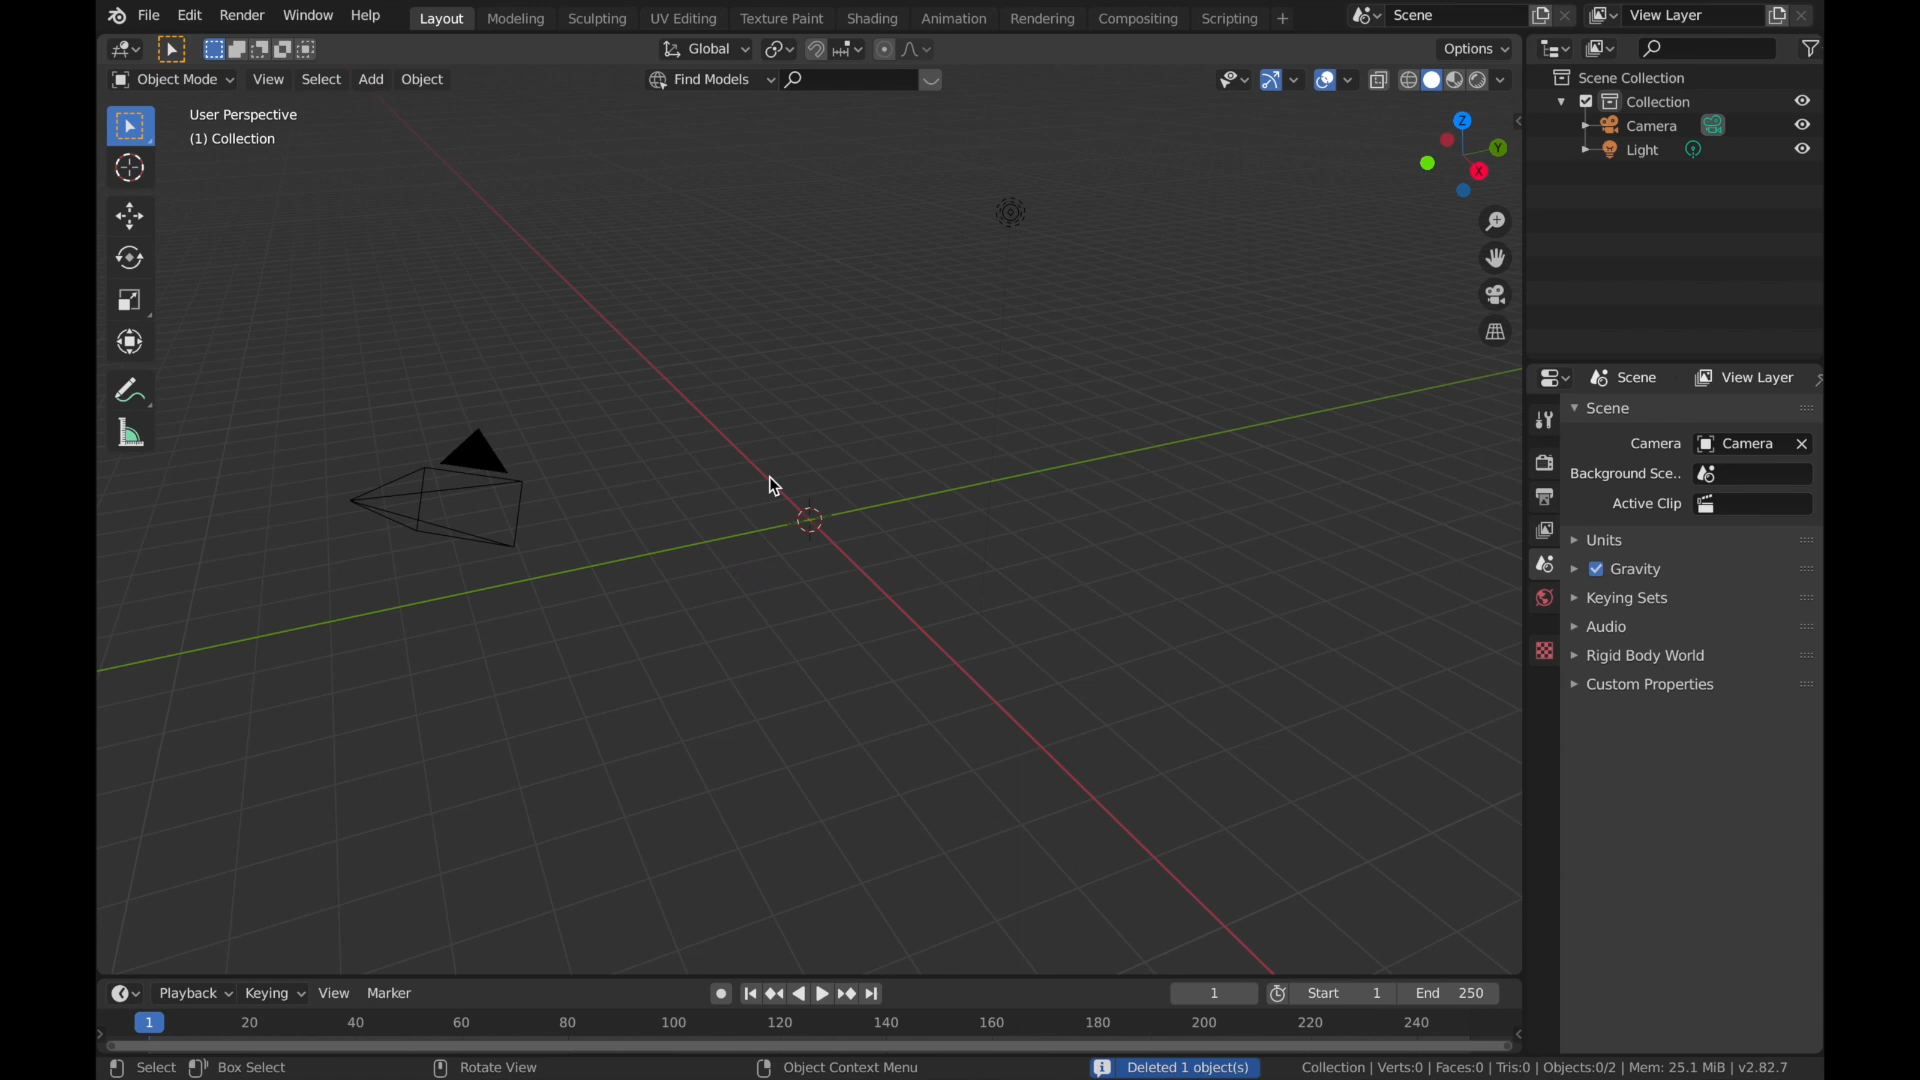 File Edit Render Window Help Layout Modeling Sculpting UV Editing Texture Paint Shading Animation Rendering Compositing Scripting + Scene View Layer
Global Options
Object Mode View Select Add Object Find Models
User Perspective
(1) Collection
Z
Y
X
Scene Collection
Collection
Camera
Light
Scene View Layer
Scene
Camera Camera
Background Sce..
Active Clip
Units
Gravity
Keying Sets
Audio
Rigid Body World
Custom Properties
Playback Keying View Marker 1 Start 1 End 250
1 20 40 60 80 100 120 140 160 180 200 220 240
Select Box Select Rotate View Object Context Menu Deleted 1 object(s) Collection | Verts:0 | Faces:0 | Tris:0 | Objects:0/2 | Mem: 25.1 MiB | v2.82.7